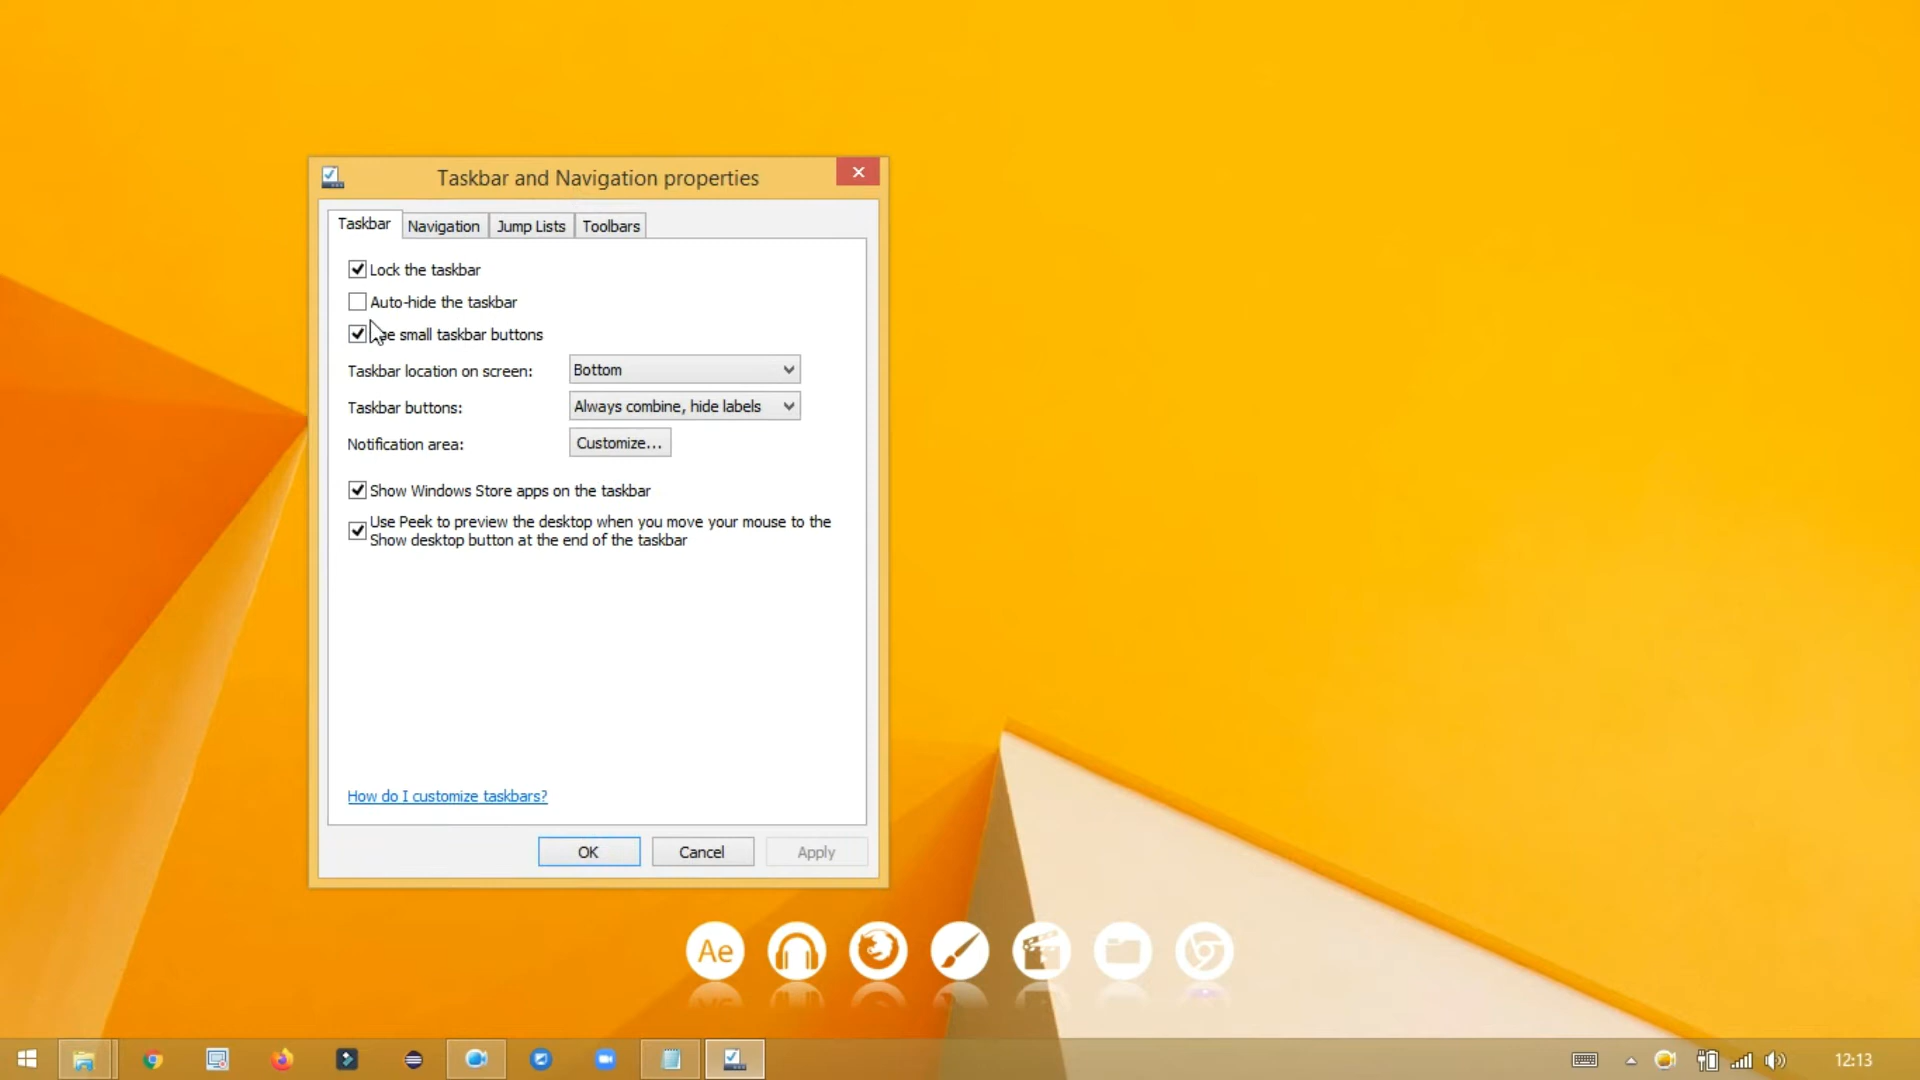 Taskbar and Navigation properties
Taskbar
Navigation
Jump Lists
Toolbars
Lock the taskbar
Auto-hide the taskbar
small taskbar buttons
Taskbar location on screen:
Bottom
Taskbar buttons:
Always combine, hide labels
Notification area:
Customize...
Show Windows Store apps on the taskbar
Use Peek to preview the desktop when you move your mouse to the
Show desktop button at the end of the taskbar
How do I customize taskbars?
OK
Cancel
Apply
Ae
12:13